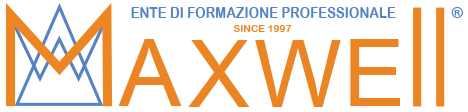 ENTE DI FORMAZIONE PROFESSIONALE ®
SINCE 1997
MAXWEll